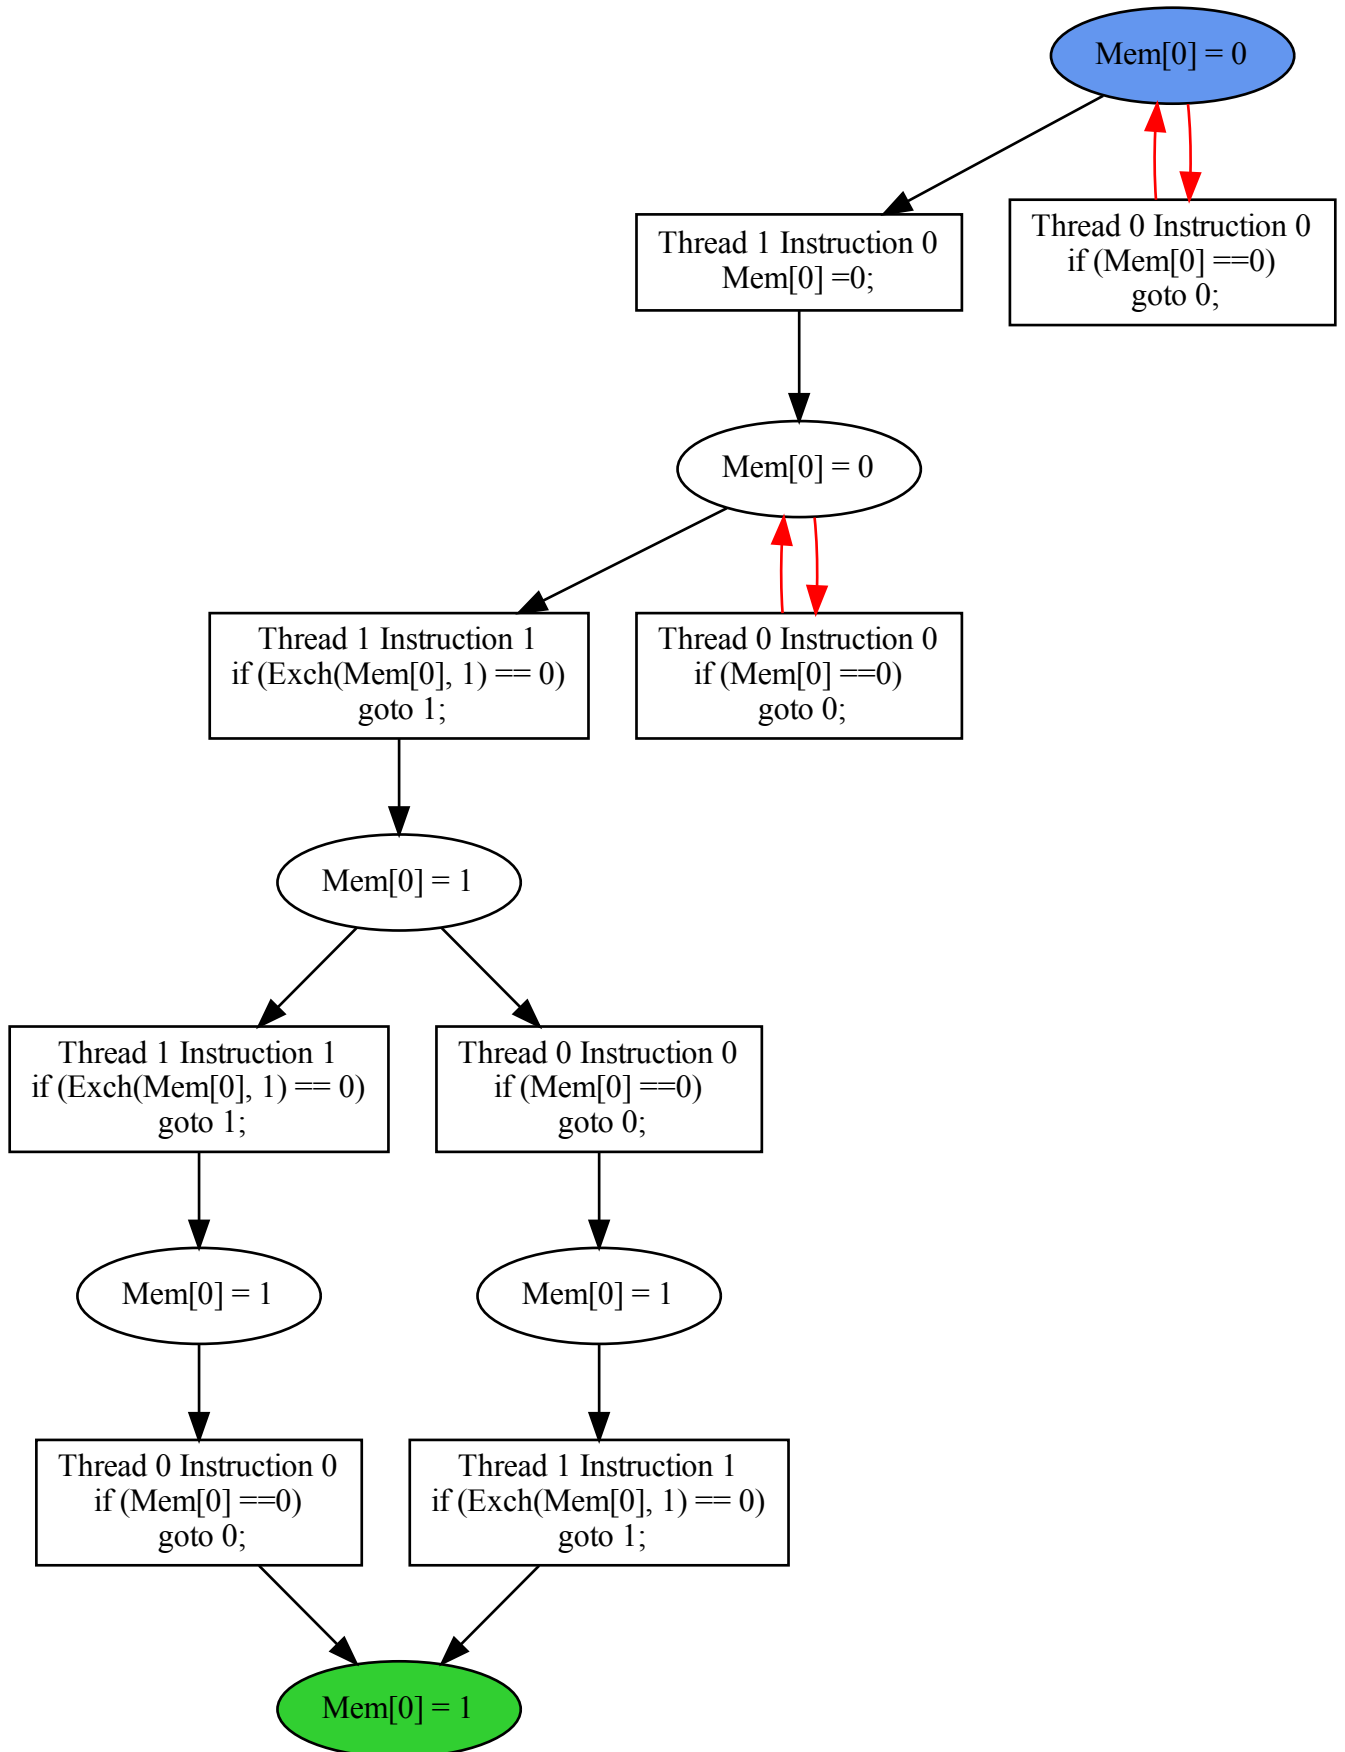 Mem[0] = 0
Thread 1 Instruction 0
Mem[0] =0;
Thread 0 Instruction 0
if (Mem[0] ==0)
goto 0;
Mem[0] = 0
Thread 1 Instruction 1
if (Exch(Mem[0], 1) == 0)
goto 1;
Thread 0 Instruction 0
if (Mem[0] ==0)
goto 0;
Mem[0] = 1
Thread 1 Instruction 1
if (Exch(Mem[0], 1) == 0)
goto 1;
Thread 0 Instruction 0
if (Mem[0] ==0)
goto 0;
Mem[0] = 1
Mem[0] = 1
Thread 0 Instruction 0
if (Mem[0] ==0)
goto 0;
Thread 1 Instruction 1
if (Exch(Mem[0], 1) == 0)
goto 1;
Mem[0] = 1